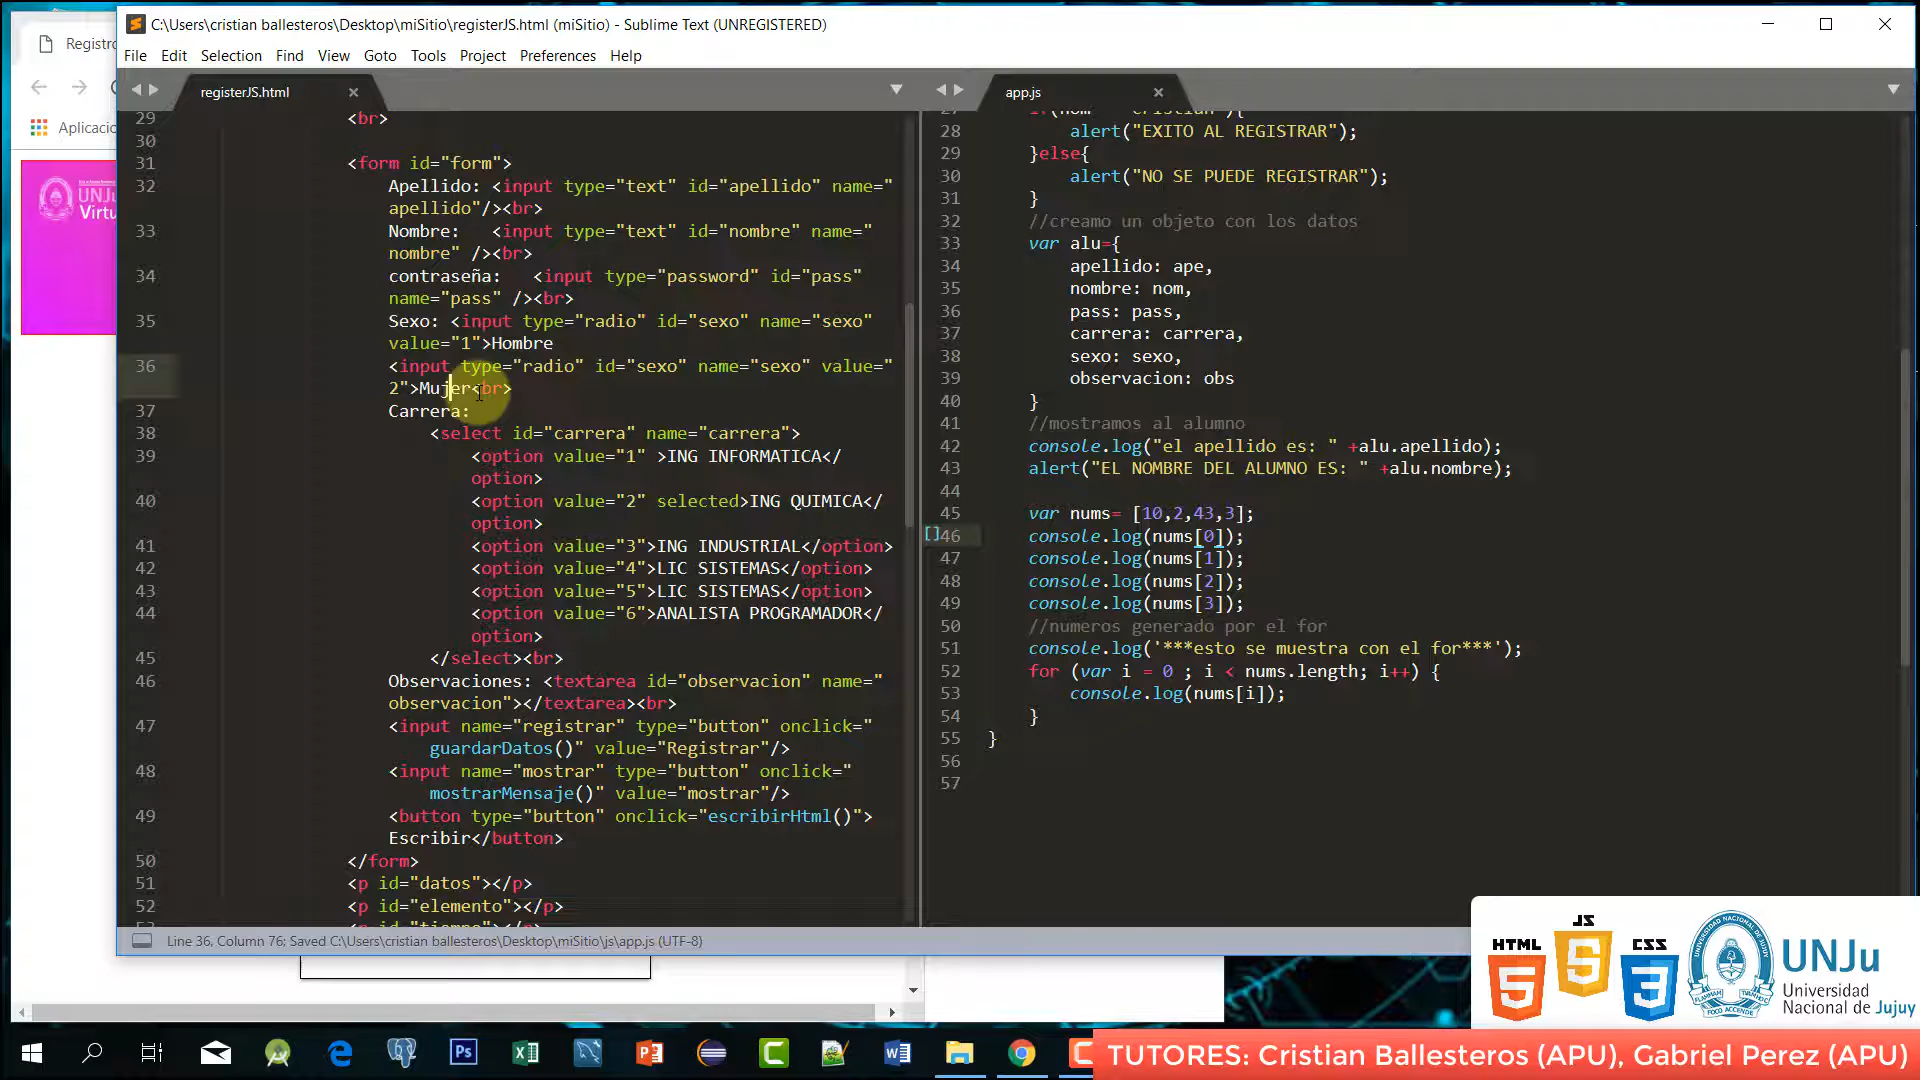 C:\Users\cristian ballesteros\Desktop\miSitio\registerJS.html (miSitio) - Sublime Text (UNREGISTERED)
File Edit Selection Find View Goto Tools Project Preferences Help
Registro
Aplicacio
UNJu
Virtu
registerJS.html
29 <br>
30
31 <form id="form">
32 Apellido: <input type="text" id="apellido" name="
apellido"/><br>
33 Nombre: <input type="text" id="nombre" name="
nombre" /><br>
34 contraseña: <input type="password" id="pass"
name="pass" /><br>
35 Sexo: <input type="radio" id="sexo" name="sexo"
value="1">Hombre
36 <input type="radio" id="sexo" name="sexo" value="
2">Mujer<br>
37 Carrera:
38 <select id="carrera" name="carrera">
39 <option value="1" >ING INFORMATICA</
option>
40 <option value="2" selected>ING QUIMICA</
option>
41 <option value="3">ING INDUSTRIAL</option>
42 <option value="4">LIC SISTEMAS</option>
43 <option value="5">LIC SISTEMAS</option>
44 <option value="6">ANALISTA PROGRAMADOR</
option>
45 </select><br>
46 Observaciones: <textarea id="observacion" name="
observacion"></textarea><br>
47 <input name="registrar" type="button" onclick="
guardarDatos()" value="Registrar"/>
48 <input name="mostrar" type="button" onclick="
mostrarMensaje()" value="mostrar"/>
49 <button type="button" onclick="escribirHtml()">
Escribir</button>
50 </form>
51 <p id="datos"></p>
52 <p id="elemento"></p>
53 <p id="tiempo"></p>
app.js
27 if(nom == "cristian"){
28 alert("EXITO AL REGISTRAR");
29 }else{
30 alert("NO SE PUEDE REGISTRAR");
31 }
32 //creamo un objeto con los datos
33 var alu={
34 apellido: ape,
35 nombre: nom,
36 pass: pass,
37 carrera: carrera,
38 sexo: sexo,
39 observacion: obs
40 }
41 //mostramos al alumno
42 console.log("el apellido es: " +alu.apellido);
43 alert("EL NOMBRE DEL ALUMNO ES: " +alu.nombre);
44
45 var nums= [10,2,43,3];
46 console.log(nums[0]);
47 console.log(nums[1]);
48 console.log(nums[2]);
49 console.log(nums[3]);
50 //numeros generado por el for
51 console.log('***esto se muestra con el for***');
52 for (var i = 0 ; i < nums.length; i++) {
53 console.log(nums[i]);
54 }
55 }
56
57
Line 36, Column 76; Saved C:\Users\cristian ballesteros\Desktop\miSitio\js\app.js (UTF-8)
HTML 5 JS CSS 3
UNJu
Universidad
Nacional de Jujuy
TUTORES: Cristian Ballesteros (APU), Gabriel Perez (APU)